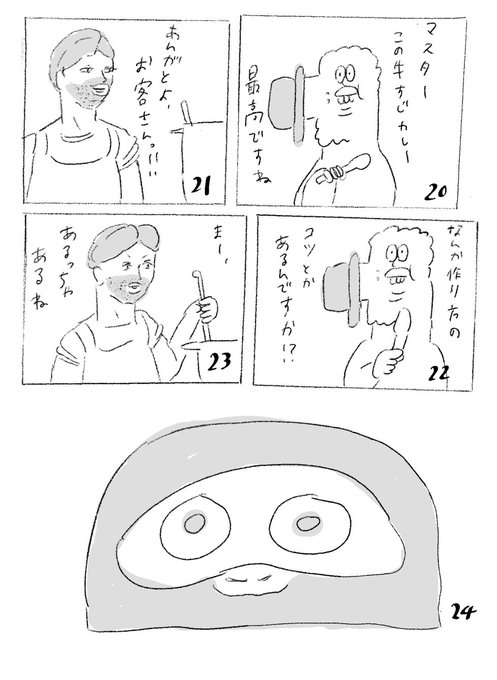 マスター
この牛すじカレー
最高ですね
20
あんがとよ、
お客さんっ!!!
21
なんか作り方の
コツとか
あるんですか!?!
22
まー、
あるっちゃ
あるね
23
24